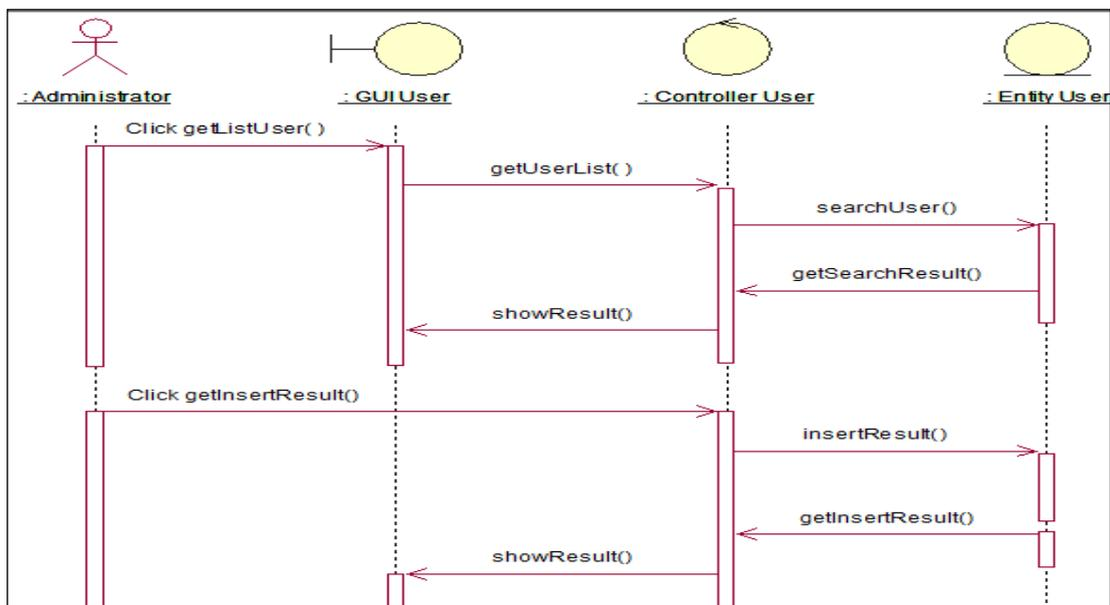 : Administrator
: GUI User
: Controller User
: Entity User
Click getListUser( )
getUserList( )
searchUser()
getSearchResult()
showResult()
Click getInsertResult()
insertResult()
getInsertResult()
showResult()